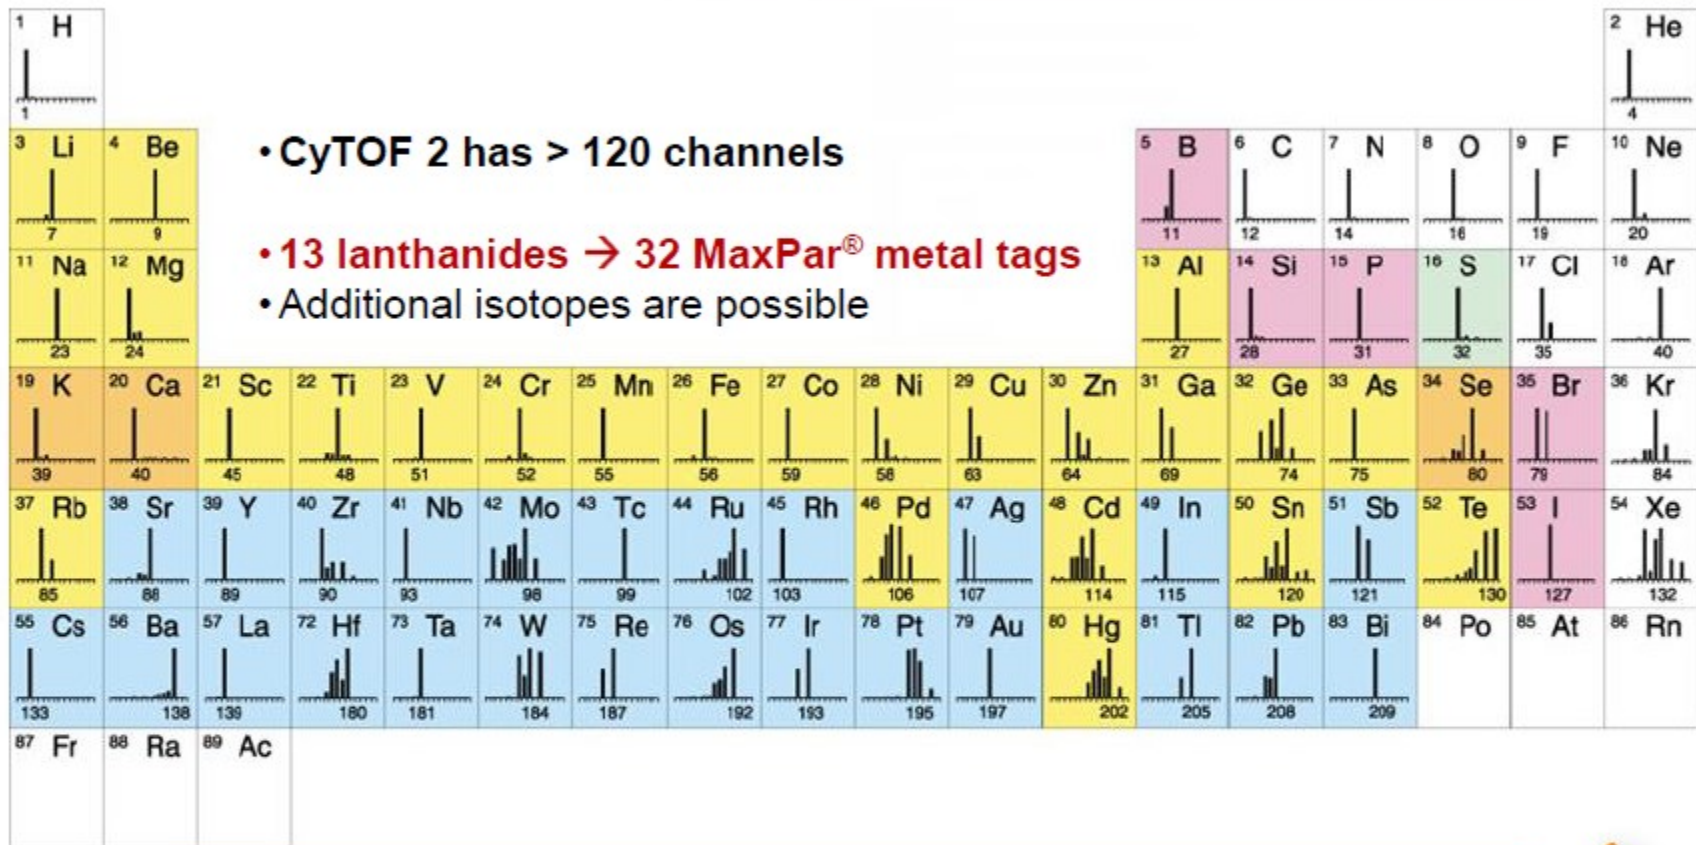 1 H 2 He
1 4
• CyTOF 2 has > 120 channels
3 Li 4 Be 5 B 6 C 7 N 8 O 9 F 10 Ne
7 9 11 12 14 16 19 20
• 13 lanthanides → 32 MaxPar® metal tags
11 Na 12 Mg 13 Al 14 Si 15 P 16 S 17 Cl 18 Ar
• Additional isotopes are possible
23 24 27 28 31 32 35 40
19 K 20 Ca 21 Sc 22 Ti 23 V 24 Cr 25 Mn 26 Fe 27 Co 28 Ni 29 Cu 30 Zn 31 Ga 32 Ge 33 As 34 Se 35 Br 36 Kr
39 40 45 48 51 52 55 56 59 58 63 64 69 74 75 80 79 84
37 Rb 38 Sr 39 Y 40 Zr 41 Nb 42 Mo 43 Tc 44 Ru 45 Rh 46 Pd 47 Ag 48 Cd 49 In 50 Sn 51 Sb 52 Te 53 I 54 Xe
85 88 89 90 93 98 99 102 103 106 107 114 115 120 121 130 127 132
55 Cs 56 Ba 57 La 72 Hf 73 Ta 74 W 75 Re 76 Os 77 Ir 78 Pt 79 Au 80 Hg 81 Tl 82 Pb 83 Bi 84 Po 85 At 86 Rn
133 138 139 180 181 184 187 192 193 195 197 202 205 208 209
87 Fr 88 Ra 89 Ac